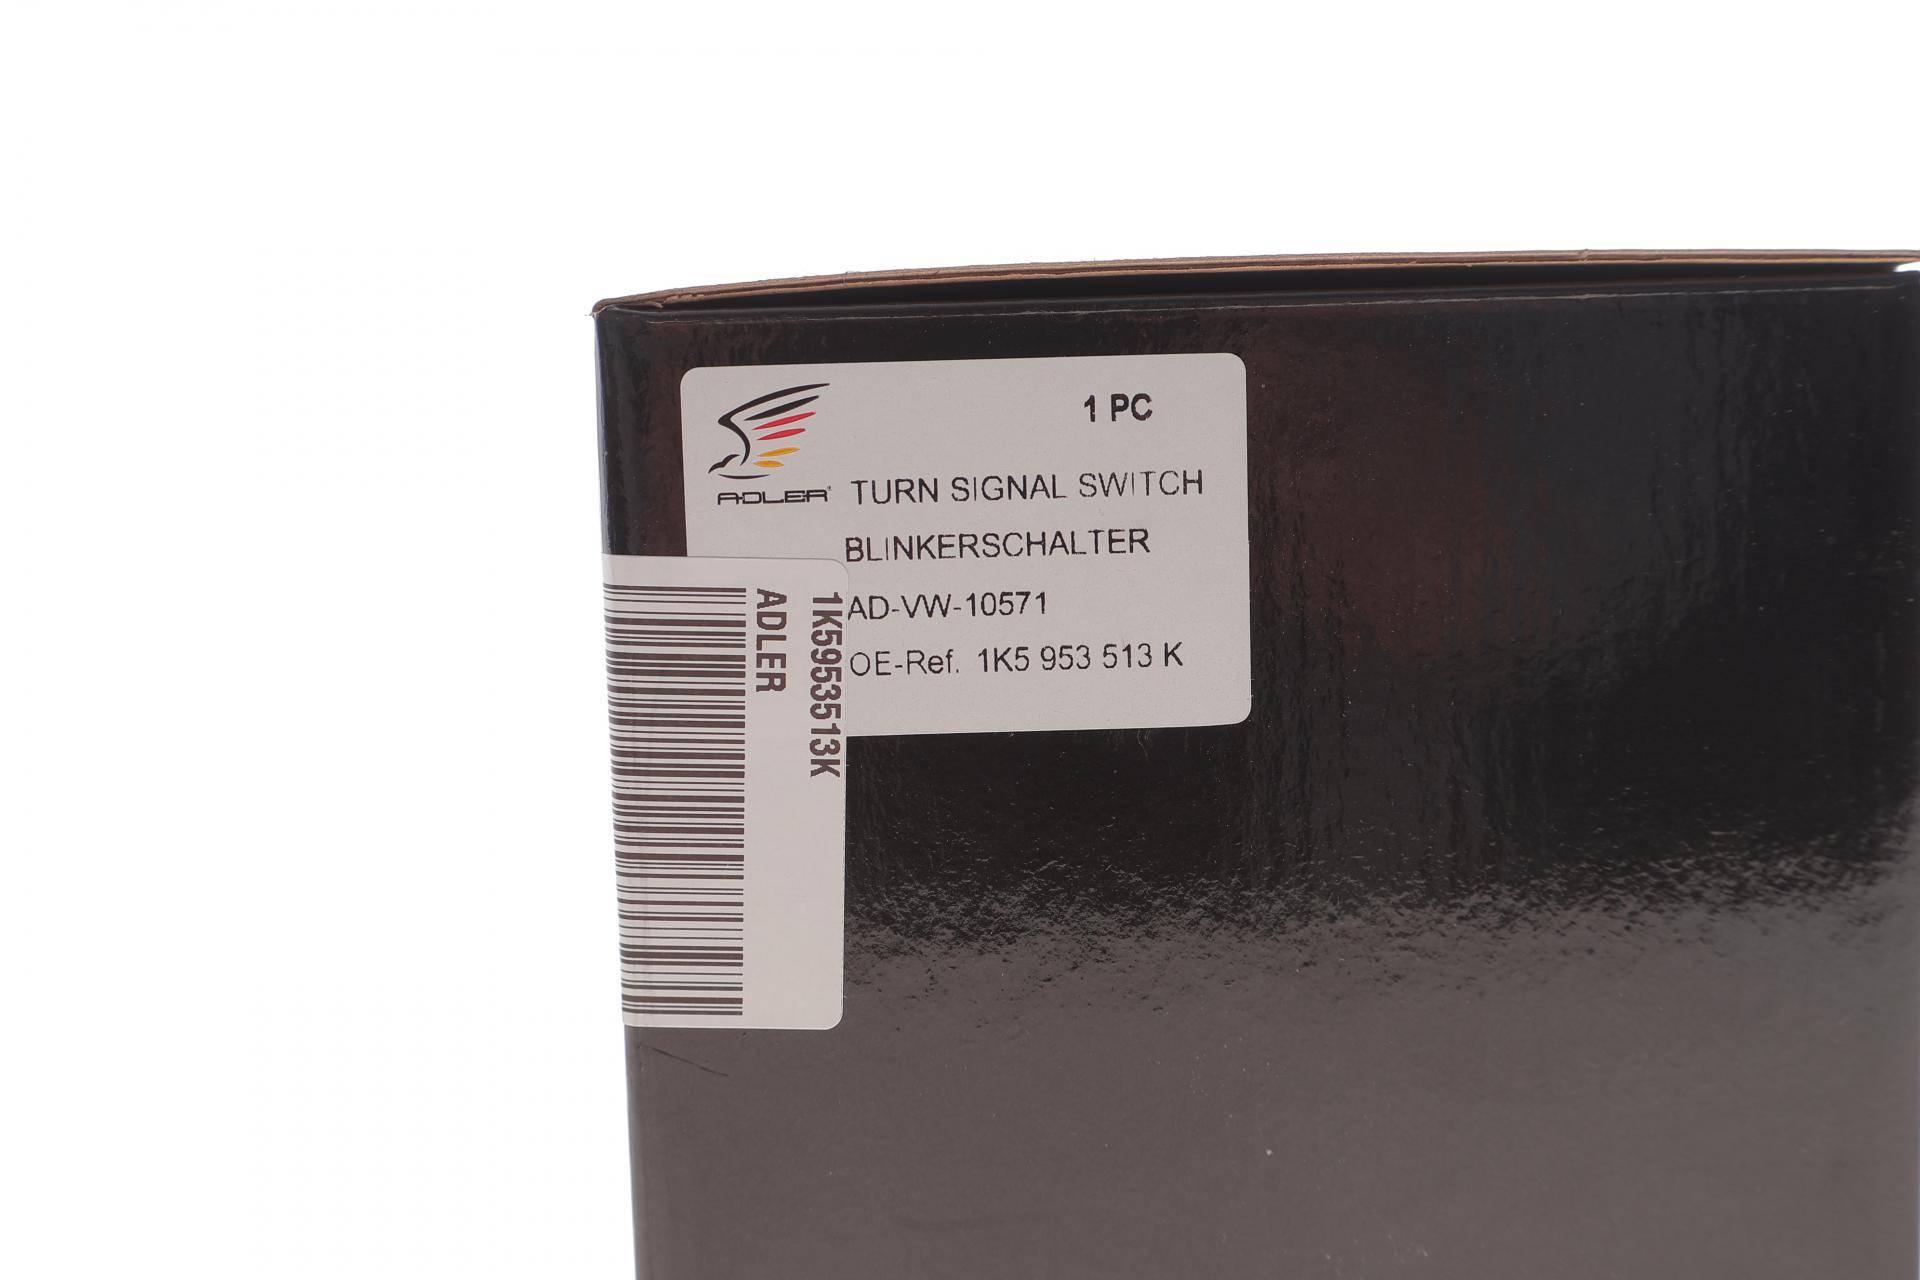 1 PC
ADLER®
TURN SIGNAL SWITCH
BLINKERSCHALTER
AD-VW-10571
OE-Ref. 1K5 953 513 K
1K5953513K
ADLER